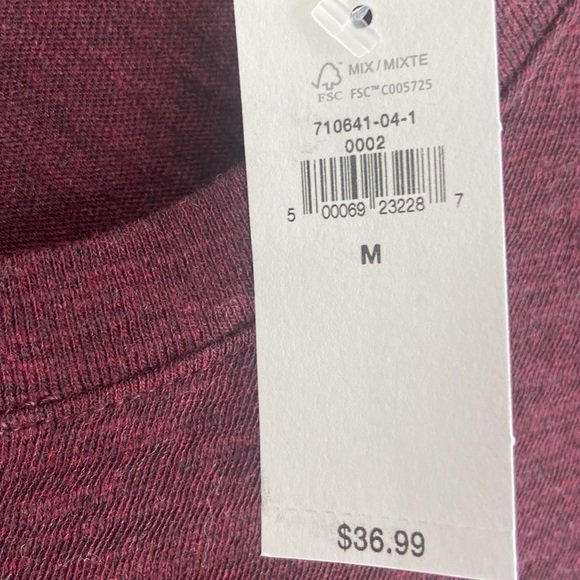 MIX / MIXTE
FSC FSC™ C005725
710641-04-1
0002
5 00069 23228 7
M
$36.99